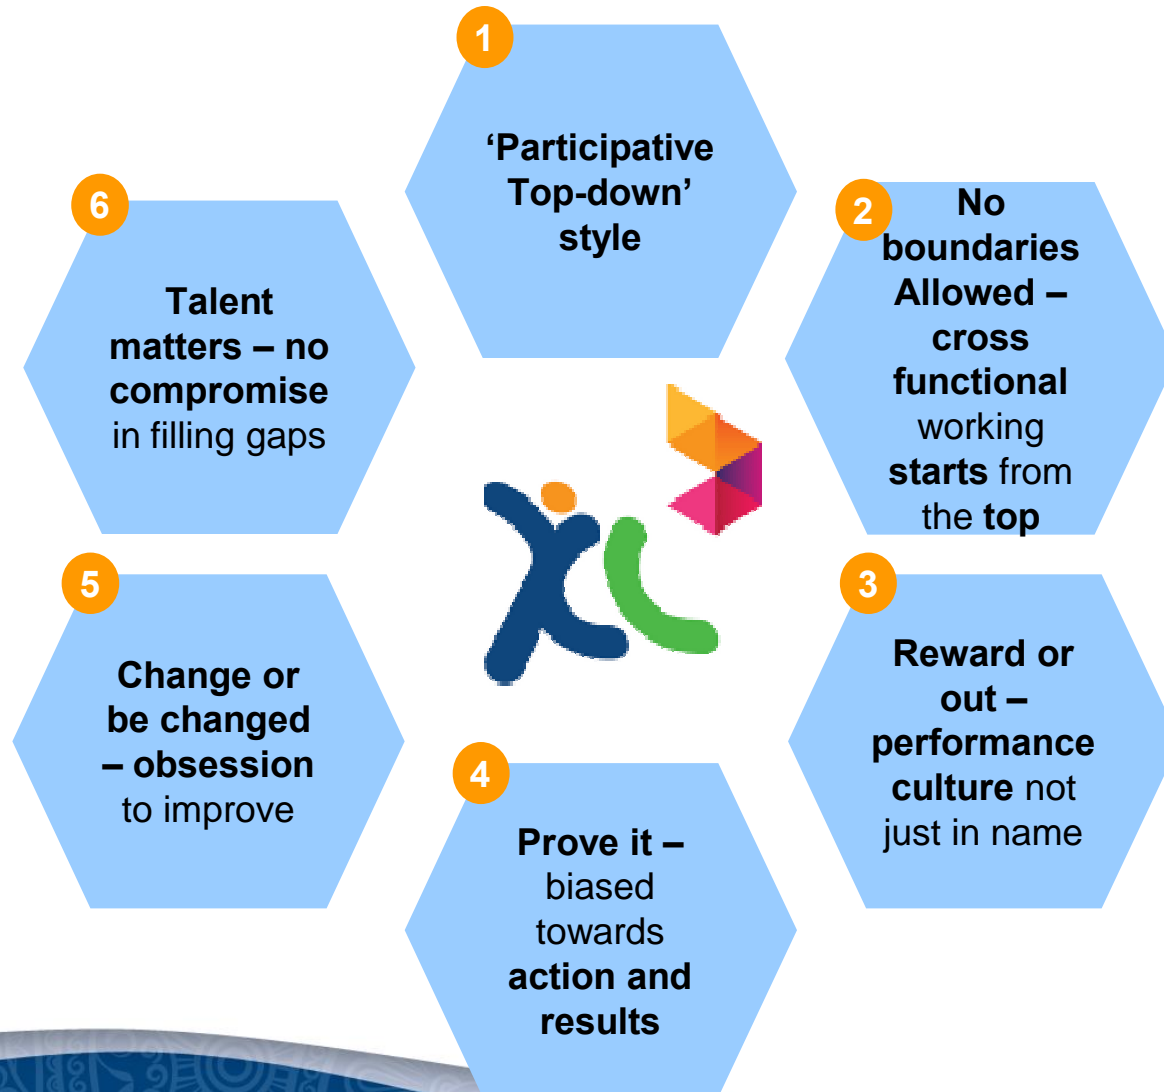 1
‘Participative
Top-down’
style
2
No
boundaries
Allowed –
cross
functional
working
starts from
the top
3
Reward or
out –
performance
culture not
just in name
4
Prove it –
biased
towards
action and
results
5
Change or
be changed
– obsession
to improve
6
Talent
matters – no
compromise
in filling gaps
XL